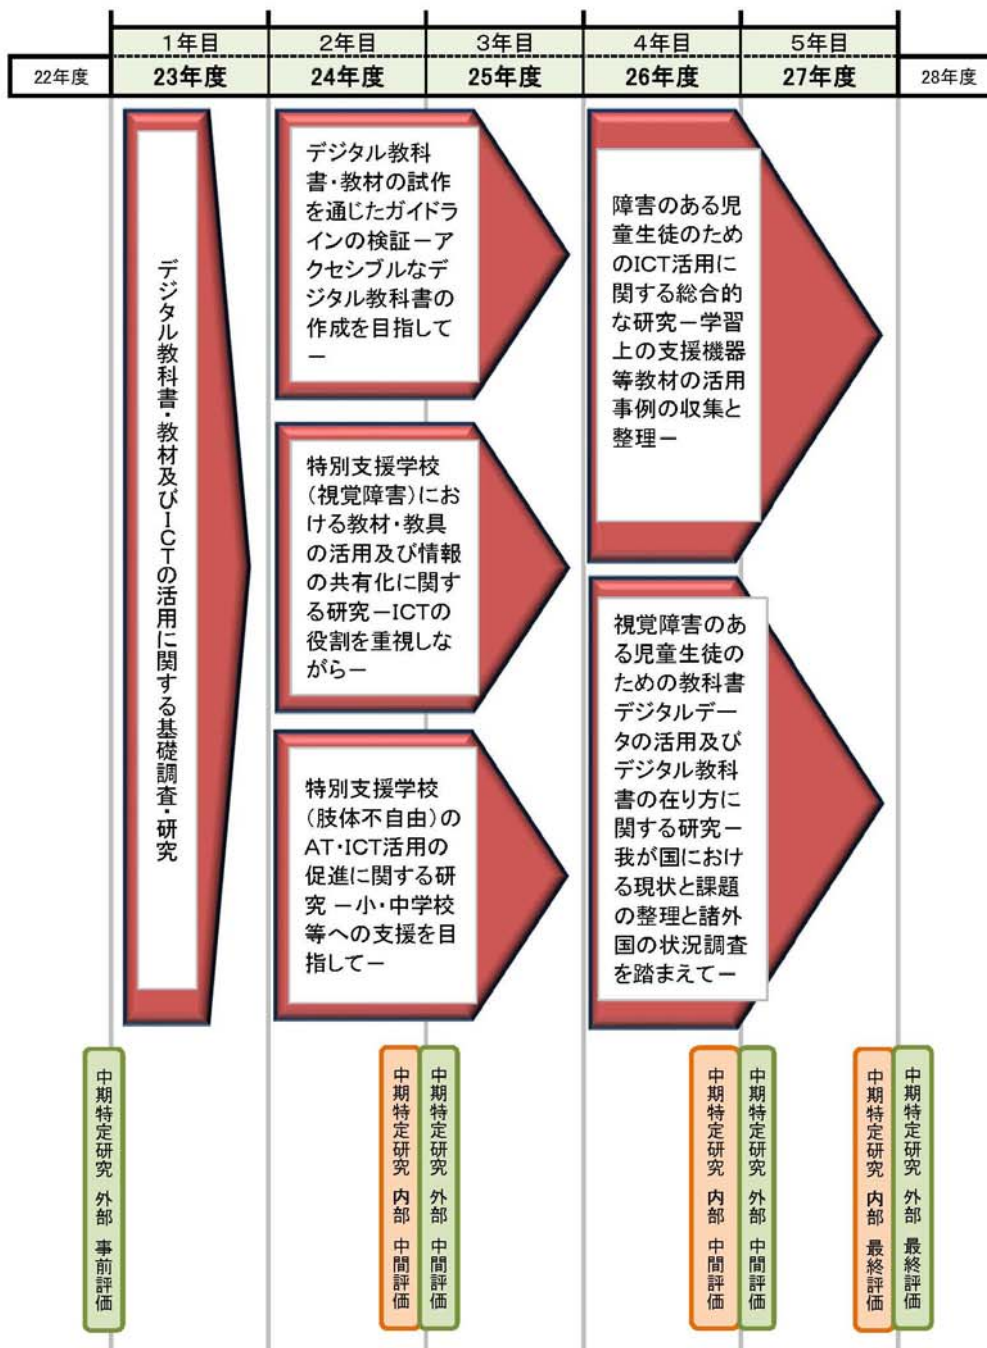 1年目
2年目
3年目
4年目
5年目
22年度
23年度
24年度
25年度
26年度
27年度
28年度
デジタル教科書・教材及びICTの活用に関する基礎調査・研究
デジタル教科
書・教材の試作
を通じたガイドラ
インの検証－ア
クセシブルなデ
ジタル教科書の
作成を目指して
－
特別支援学校
（視覚障害）にお
ける教材・教具
の活用及び情報
の共有化に関す
る研究－ICTの
役割を重視しな
がら－
特別支援学校
（肢体不自由）の
AT・ICT活用の
促進に関する研
究 －小・中学校
等への支援を目
指して－
障害のある児
童生徒のため
のICT活用に
関する総合的
な研究－学習
上の支援機器
等教材の活用
事例の収集と
整理－
視覚障害のあ
る児童生徒の
ための教科書
デジタルデー
タの活用及び
デジタル教科
書の在り方に
関する研究－
我が国におけ
る現状と課題
の整理と諸外
国の状況調査
を踏まえて－
中期特定研究 外部 事前評価
中期特定研究 内部 中間評価
中期特定研究 外部 中間評価
中期特定研究 内部 中間評価
中期特定研究 外部 中間評価
中期特定研究 内部 最終評価
中期特定研究 外部 最終評価